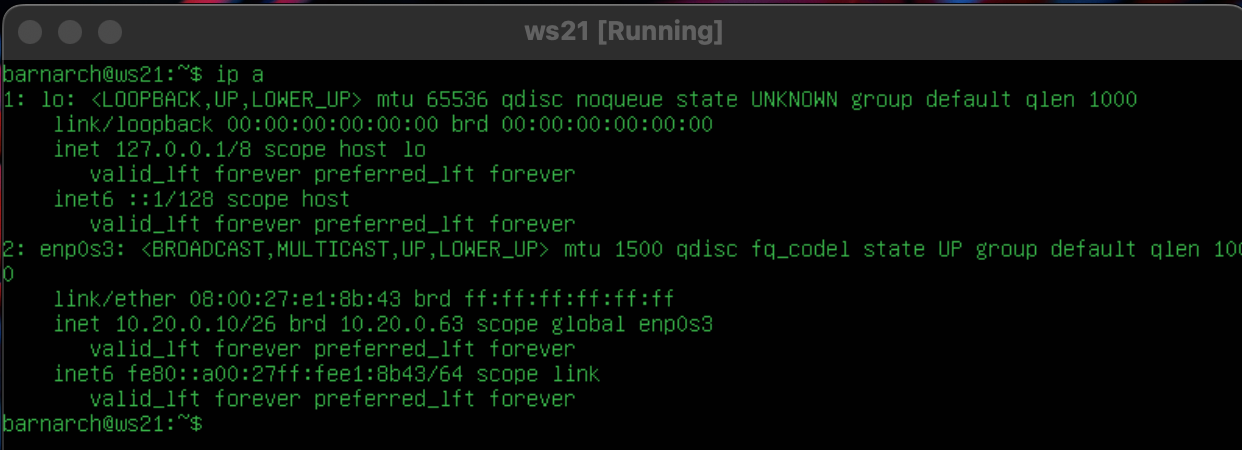 ws21 [Running]
barnarch@ws21:~$ ip a
1: lo: <LOOPBACK,UP,LOWER_UP> mtu 65536 qdisc noqueue state UNKNOWN group default qlen 1000
link/loopback 00:00:00:00:00:00 brd 00:00:00:00:00:00
inet 127.0.0.1/8 scope host lo
valid_lft forever preferred_lft forever
inet6 ::1/128 scope host
valid_lft forever preferred_lft forever
2: enp0s3: <BROADCAST,MULTICAST,UP,LOWER_UP> mtu 1500 qdisc fq_codel state UP group default qlen 100
0
link/ether 08:00:27:e1:8b:43 brd ff:ff:ff:ff:ff:ff
inet 10.20.0.10/26 brd 10.20.0.63 scope global enp0s3
valid_lft forever preferred_lft forever
inet6 fe80::a00:27ff:fee1:8b43/64 scope link
valid_lft forever preferred_lft forever
barnarch@ws21:~$